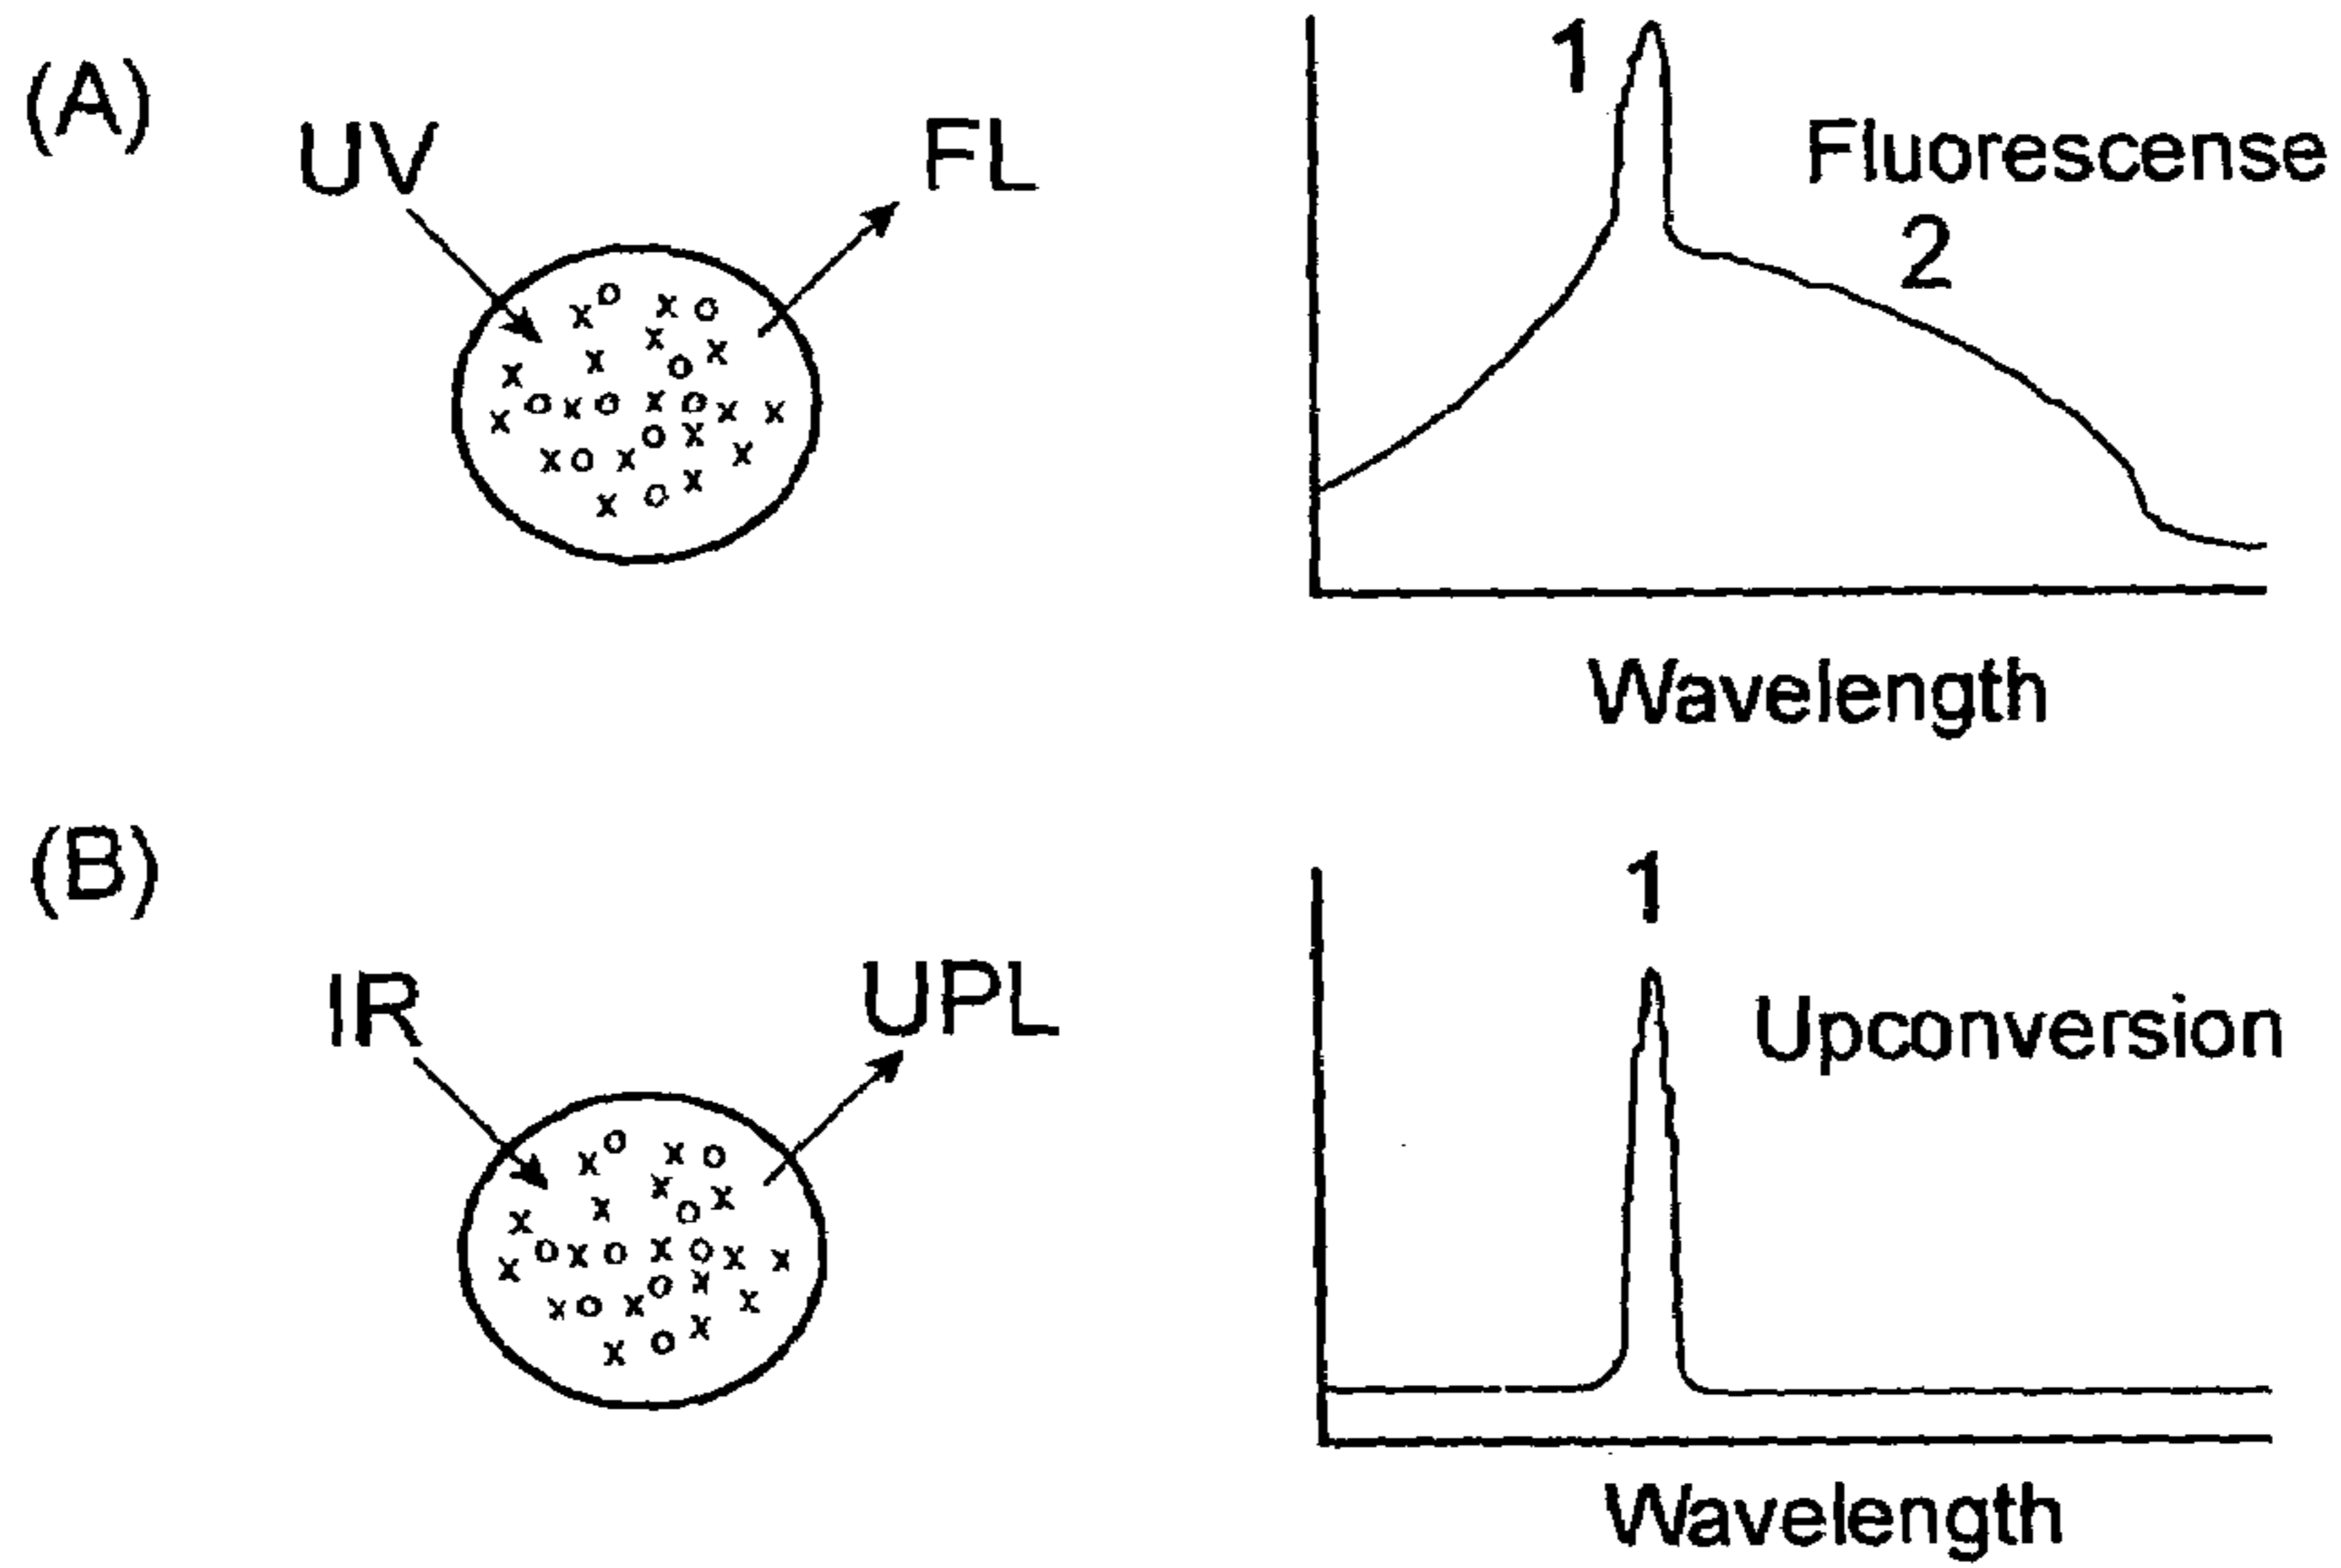 (A)
UV
FL
1
Fluorescense
2
Wavelength
(B)
IR
UPL
1
Upconversion
Wavelength